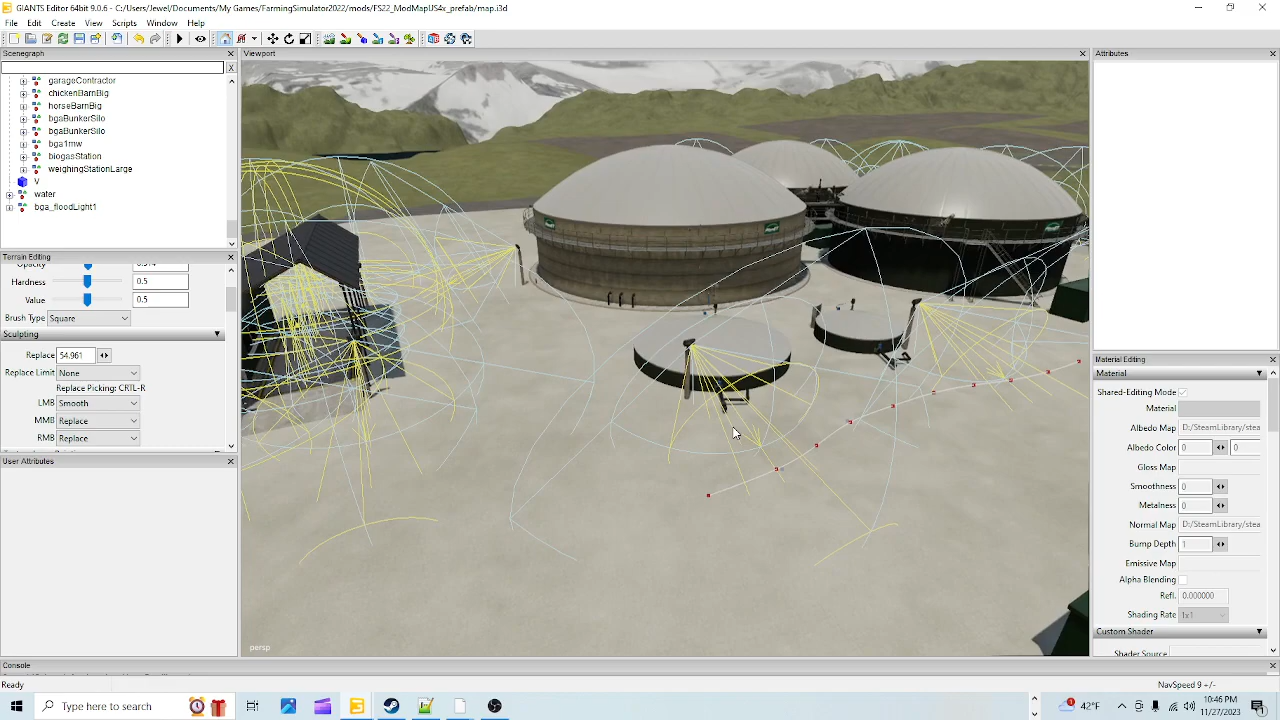 GIANTS Editor 64bit 9.0.6 - C:/Users/Jewel/Documents/My Games/FarmingSimulator2022/mods/FS22_ModMapUS4x_prefab/map.i3d
File Edit View Create Scripts Window Help
Scenegraph
X
garageContractor
chickenBarnBig
horseBarnBig
bgaBunkerSilo
bgaBunkerSilo
bga1mw
biogasStation
weighingStationLarge
V
water
bga_floodLight1
Terrain Editing
Hardness 0.5
Value 0.5
Brush Type Square
Sculpting
Replace 54.961
Replace Limit None
Replace Picking: CRTL-R
LMB Smooth
MMB Replace
RMB Replace
User Attributes
Viewport
persp
Attributes
Material Editing
Material
Shared-Editing Mode
Material
Albedo Map D:/SteamLibrary/stea
Albedo Color 0 0
Gloss Map
Smoothness 0
Metalness 0
Normal Map D:/SteamLibrary/stea
Bump Depth 1
Emissive Map
Alpha Blending
Refl. 0.000000
Shading Rate 1x1
Custom Shader
Shader Source
Console
Ready
NavSpeed 9 +/-
Type here to search
1
42°F
10:46 PM
11/27/2023
1